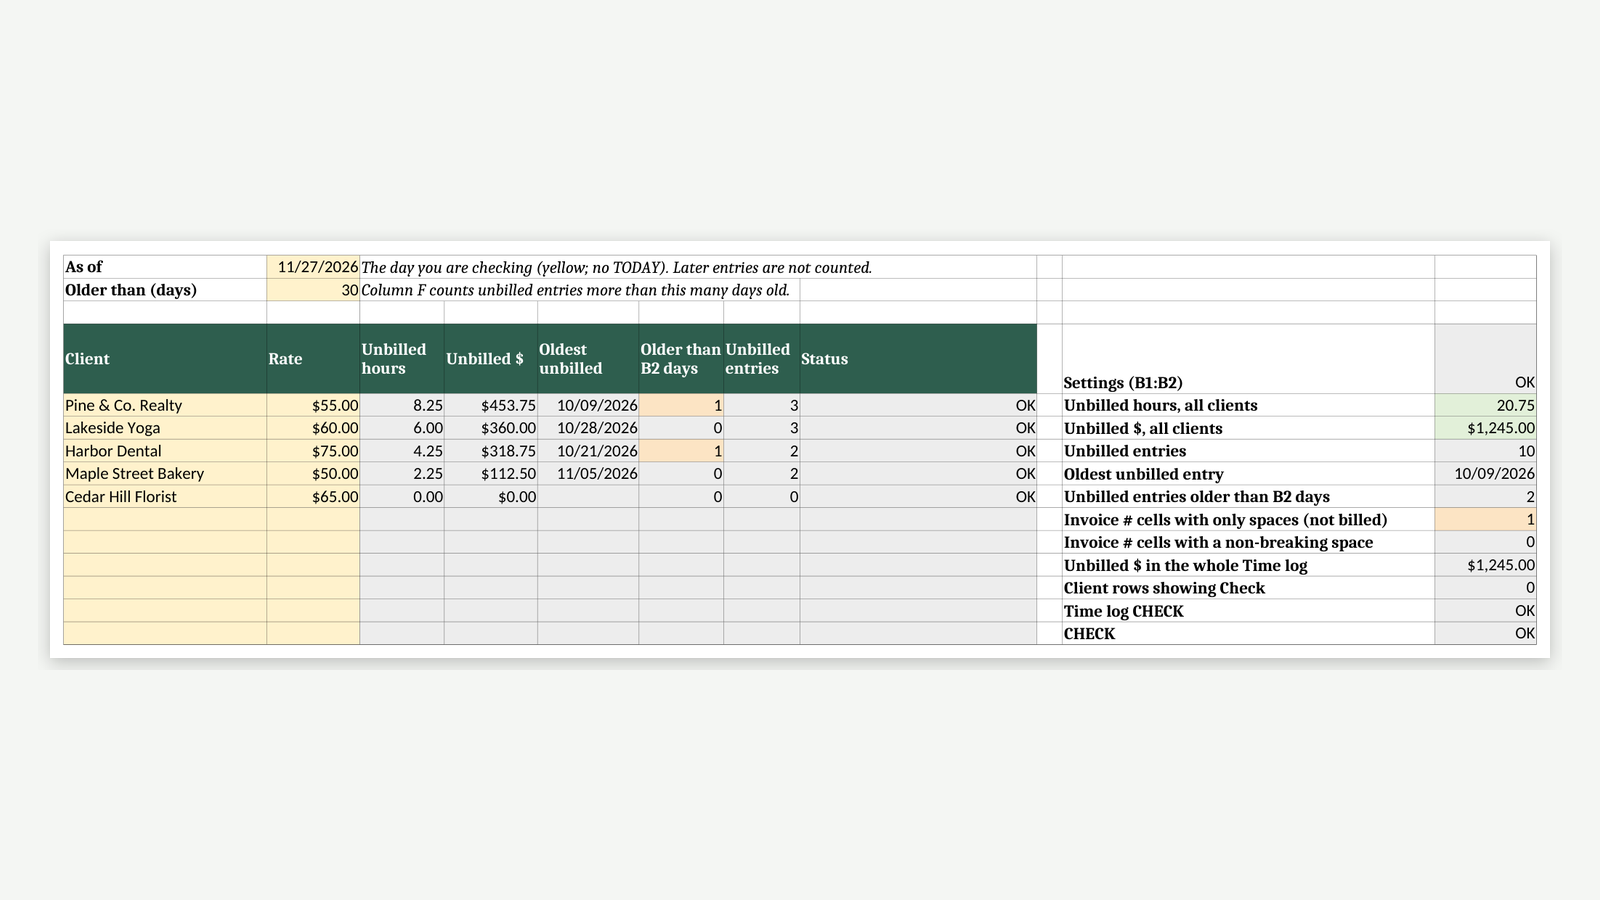 As of 11/27/2026 The day you are checking (yellow; no TODAY). Later entries are not counted.
Older than (days) 30 Column F counts unbilled entries more than this many days old.
Client Rate Unbilled hours Unbilled $ Oldest unbilled Older than B2 days Unbilled entries Status Settings (B1:B2) OK
Pine & Co. Realty $55.00 8.25 $453.75 10/09/2026 1 3 OK Unbilled hours, all clients 20.75
Lakeside Yoga $60.00 6.00 $360.00 10/28/2026 0 3 OK Unbilled $, all clients $1,245.00
Harbor Dental $75.00 4.25 $318.75 10/21/2026 1 2 OK Unbilled entries 10
Maple Street Bakery $50.00 2.25 $112.50 11/05/2026 0 2 OK Oldest unbilled entry 10/09/2026
Cedar Hill Florist $65.00 0.00 $0.00 0 0 OK Unbilled entries older than B2 days 2
Invoice # cells with only spaces (not billed) 1
Invoice # cells with a non-breaking space 0
Unbilled $ in the whole Time log $1,245.00
Client rows showing Check 0
Time log CHECK OK
CHECK OK